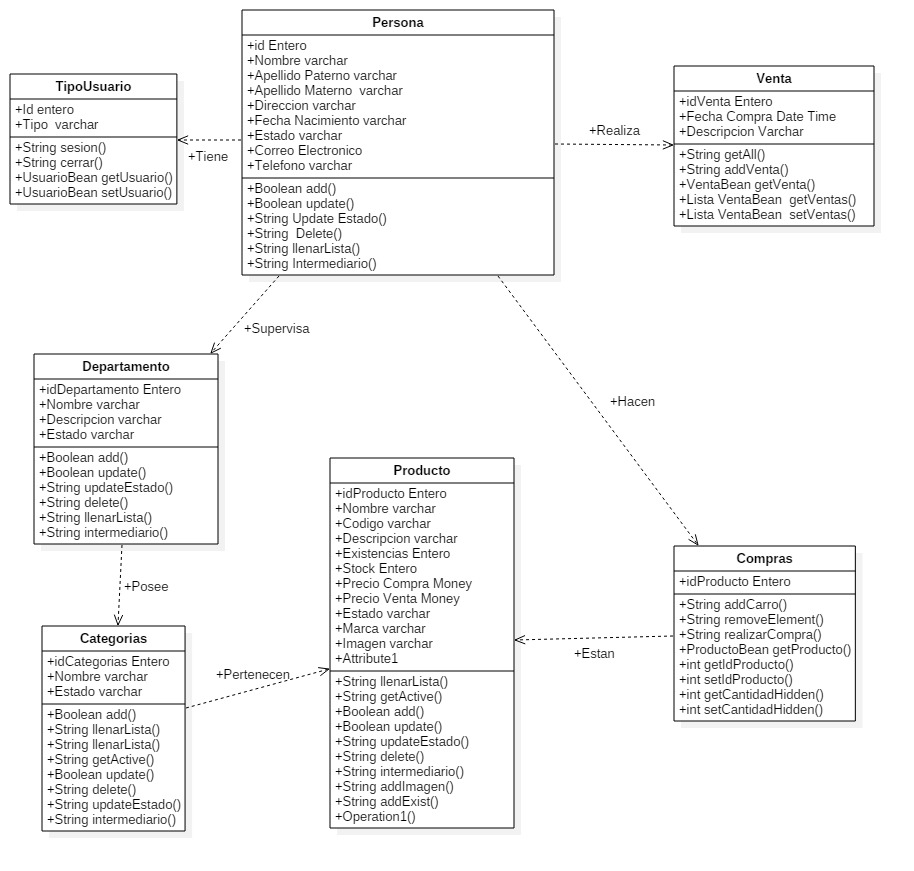 Persona
+id Entero
+Nombre varchar
+Apellido Paterno varchar
+Apellido Materno  varchar
+Direccion varchar
+Fecha Nacimiento varchar
+Estado varchar
+Correo Electronico
+Telefono varchar
+Boolean add()
+Boolean update()
+String Update Estado()
+String  Delete()
+String llenarLista()
+String Intermediario()
TipoUsuario
+Id entero
+Tipo  varchar
+String sesion()
+String cerrar()
+UsuarioBean getUsuario()
+UsuarioBean setUsuario()
+Tiene
+Realiza
Venta
+idVenta Entero
+Fecha Compra Date Time
+Descripcion Varchar
+String getAll()
+String addVenta()
+VentaBean getVenta()
+Lista VentaBean  getVentas()
+Lista VentaBean  setVentas()
+Supervisa
+Hacen
Departamento
+idDepartamento Entero
+Nombre varchar
+Descripcion varchar
+Estado varchar
+Boolean add()
+Boolean update()
+String updateEstado()
+String delete()
+String llenarLista()
+String intermediario()
+Posee
Producto
+idProducto Entero
+Nombre varchar
+Codigo varchar
+Descripcion varchar
+Existencias Entero
+Stock Entero
+Precio Compra Money
+Precio Venta Money
+Estado varchar
+Marca varchar
+Imagen varchar
+Attribute1
+String llenarLista()
+String getActive()
+Boolean add()
+Boolean update()
+String updateEstado()
+String delete()
+String intermediario()
+String addImagen()
+String addExist()
+Operation1()
Compras
+idProducto Entero
+String addCarro()
+String removeElement()
+String realizarCompra()
+ProductoBean getProducto()
+int getIdProducto()
+int setIdProducto()
+int getCantidadHidden()
+int setCantidadHidden()
+Estan
+Pertenecen
Categorias
+idCategorias Entero
+Nombre varchar
+Estado varchar
+Boolean add()
+String llenarLista()
+String llenarLista()
+String getActive()
+Boolean update()
+String delete()
+String updateEstado()
+String intermediario()